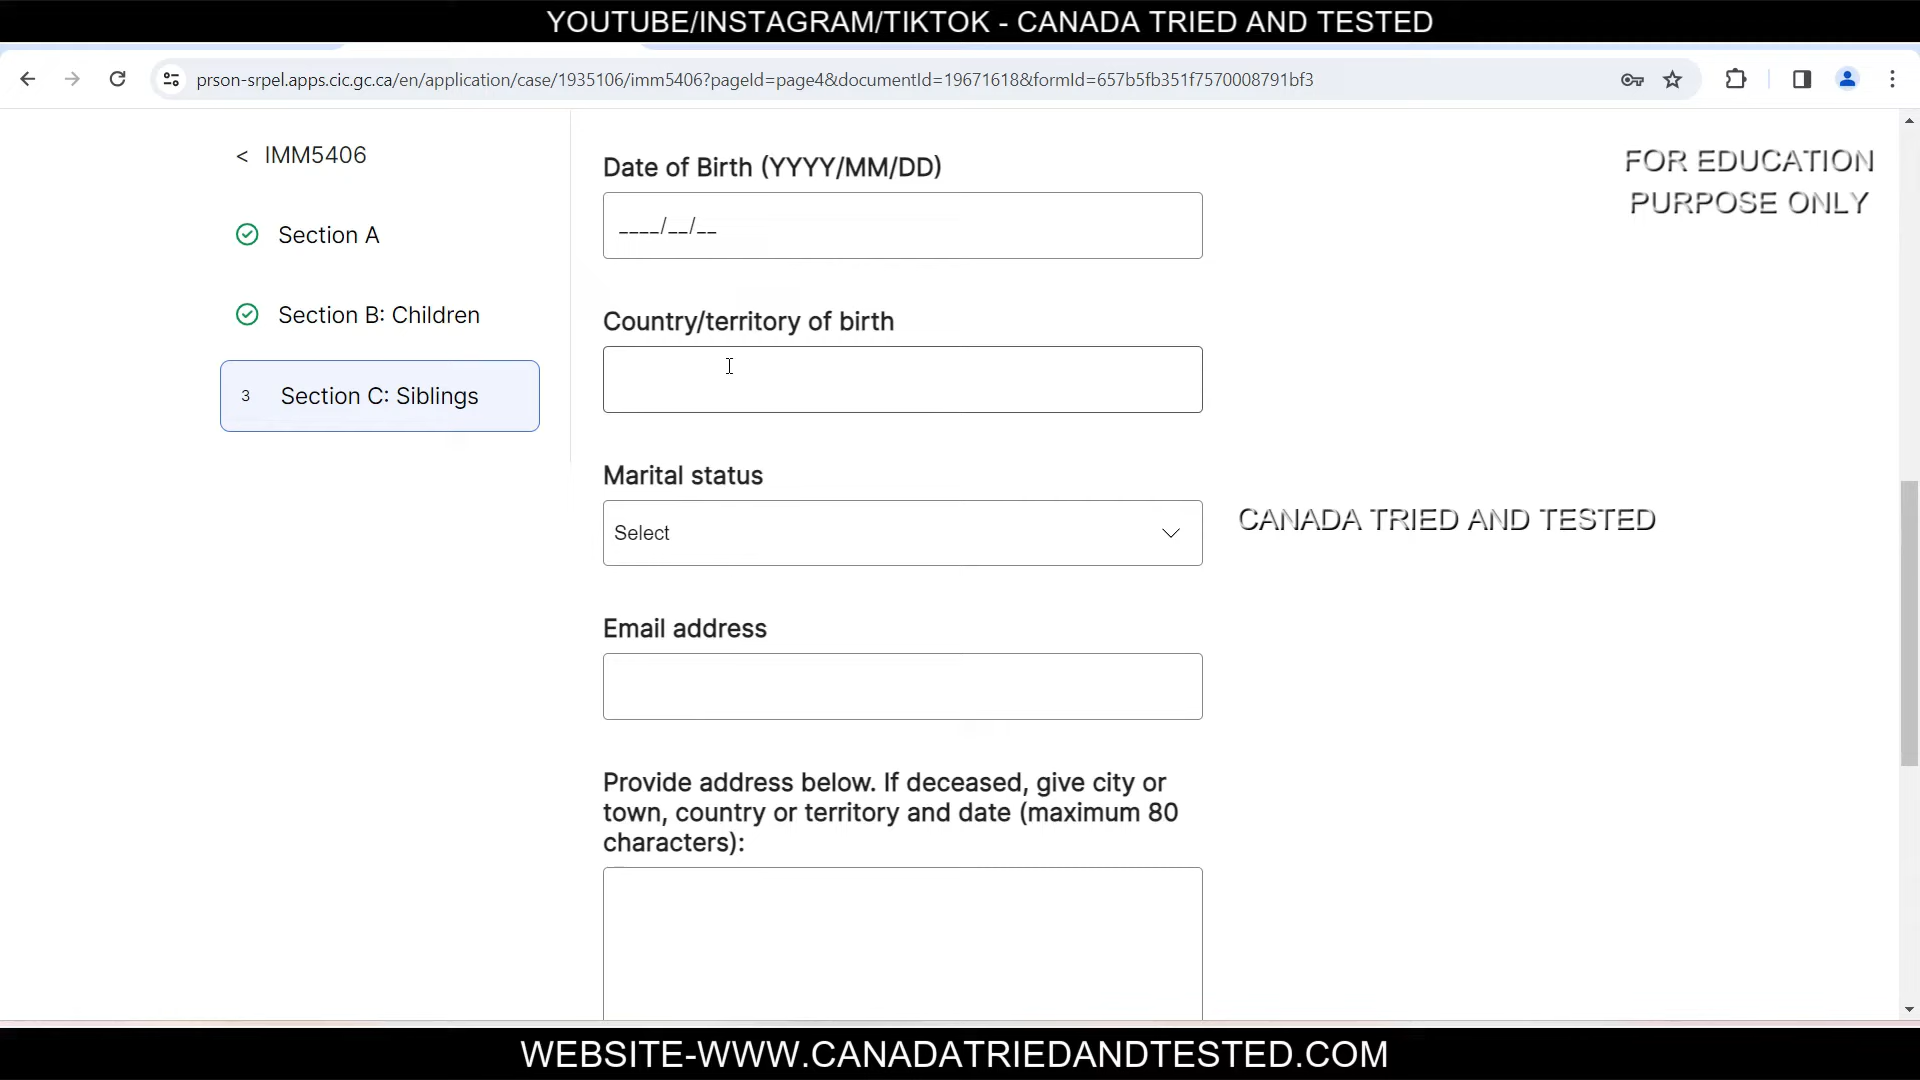 YOUTUBE/INSTAGRAM/TIKTOK - CANADA TRIED AND TESTED
prson-srpel.apps.cic.gc.ca/en/application/case/1935106/imm5406?pageId=page4&documentId=19671618&formId=657b5fb351f7570008791bf3
< IMM5406
Section A
Section B: Children
3 Section C: Siblings
Date of Birth (YYYY/MM/DD)
____/__/__
Country/territory of birth
Marital status
Select
Email address
Provide address below. If deceased, give city or
town, country or territory and date (maximum 80
characters):
FOR EDUCATION
PURPOSE ONLY
CANADA TRIED AND TESTED
WEBSITE-WWW.CANADATRIEDANDTESTED.COM